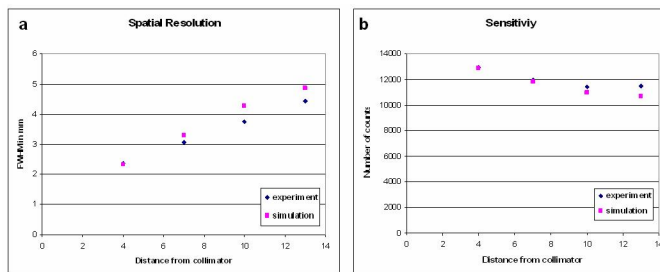 a
Spatial Resolution
FWHM in mm
6
5
4
3
2
1
0
0 2 4 6 8 10 12 14
Distance from collimator
experiment
simulation
b
Sensitiviy
Number of counts
14000
12000
10000
8000
6000
4000
2000
0
0 2 4 6 8 10 12 14
Distance from collimator
experiment
simulation